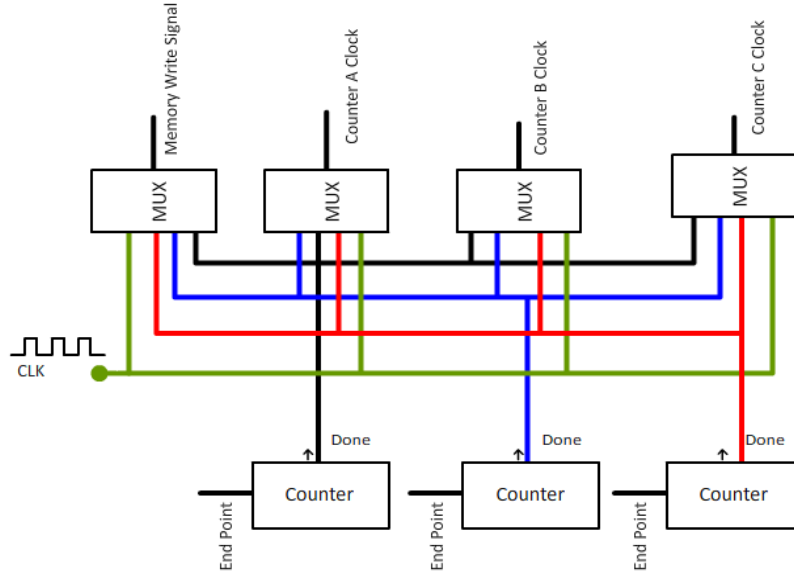 Memory Write Signal
Counter A Clock
Counter B Clock
Counter C Clock
MUX
MUX
MUX
MUX
CLK
Done
Done
Done
Counter
Counter
Counter
End Point
End Point
End Point